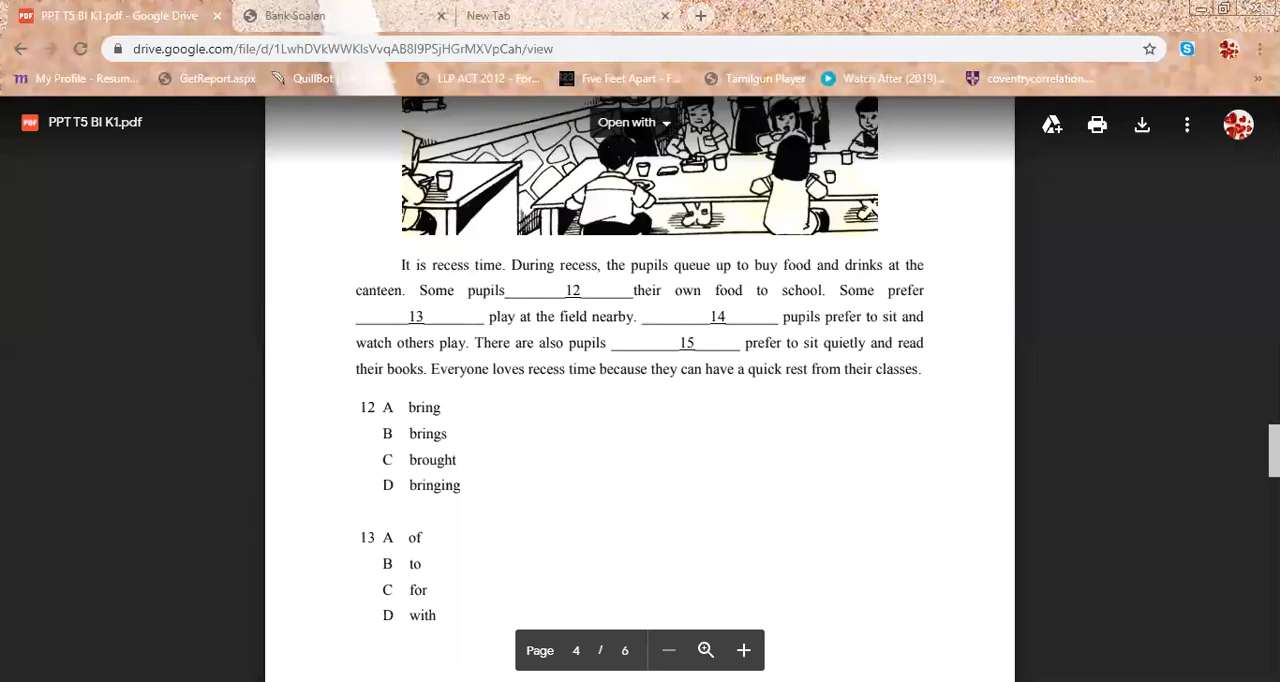 PPT T5 BI K1.pdf - Google Drive
Bank Soalan
New Tab
drive.google.com/file/d/1LwhDVkWWKlsVvqAB8I9PSjHGrMXVpCah/view
My Profile - Resum...
GetReport.aspx
QuillBot
LLP ACT 2012 - For...
Five Feet Apart - F...
Tamilgun Player
Watch After (2019)...
coventrycorrelation....
PPT T5 BI K1.pdf
Open with
It is recess time. During recess, the pupils queue up to buy food and drinks at the
canteen. Some pupils_______12_______their own food to school. Some prefer
_______13_______ play at the field nearby. _______14_______ pupils prefer to sit and
watch others play. There are also pupils _______15_______ prefer to sit quietly and read
their books. Everyone loves recess time because they can have a quick rest from their classes.
12 A bring
B brings
C brought
D bringing
13 A of
B to
C for
D with
Page 4 / 6